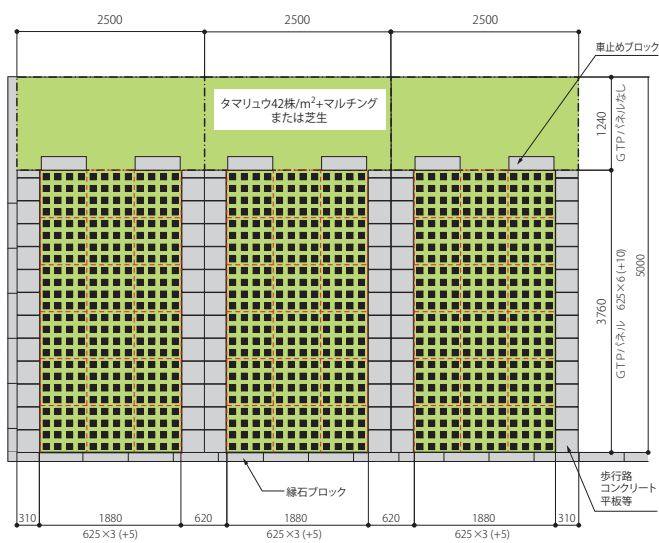 2500
2500
2500
車止めブロック
タマリュウ42株/m²+マルチング
または芝生
1240
GTPパネルなし
3760
GTPパネル 625×6 (+10)
5000
歩行路
コンクリート
平板等
縁石ブロック
310
1880
620
1880
620
1880
310
625×3 (+5)
625×3 (+5)
625×3 (+5)